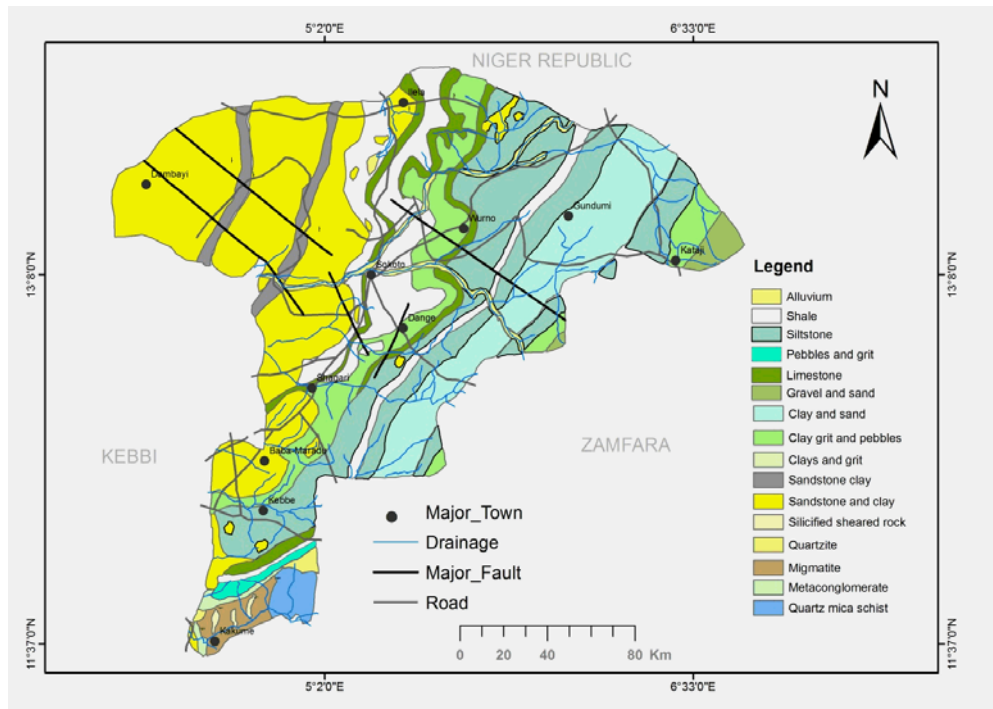 5°2'0"E
6°33'0"E
NIGER REPUBLIC
N
Ilela
Dambayi
Gundumi
Wurno
Kataji
Sokoto
13°8'0"N
13°8'0"N
Legend
Alluvium
Shale
Siltstone
Pebbles and grit
Limestone
Gravel and sand
Clay and sand
Clay grit and pebbles
Clays and grit
Sandstone clay
Sandstone and clay
Silicified sheared rock
Quartzite
Migmatite
Metaconglomerate
Quartz mica schist
Dange
Shagari
KEBBI
ZAMFARA
Kebbe
Major_Town
Drainage
Major_Fault
Road
Kakume
0 20 40 80 Km
11°37'0"N
11°37'0"N
5°2'0"E
6°33'0"E